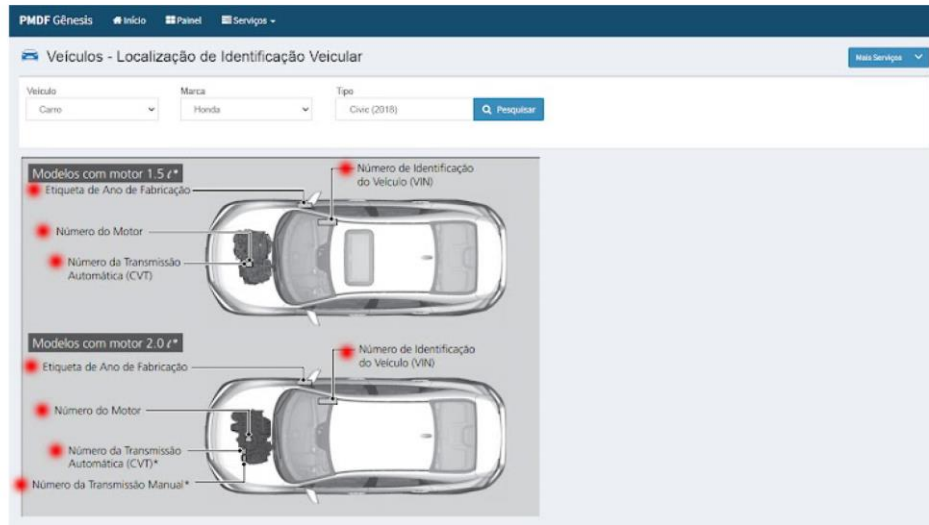 PMDF Gênesis Início Painel Serviços
Veículos - Localização de Identificação Veicular
Mais Serviços
Veículo Marca Tipo
Carro Honda Civic (2018) Pesquisar
Modelos com motor 1.5 ℓ*
Número de Identificação
do Veículo (VIN)
Etiqueta de Ano de Fabricação
Número do Motor
Número da Transmissão
Automática (CVT)
Modelos com motor 2.0 ℓ*
Número de Identificação
do Veículo (VIN)
Etiqueta de Ano de Fabricação
Número do Motor
Número da Transmissão
Automática (CVT)*
Número da Transmissão Manual*